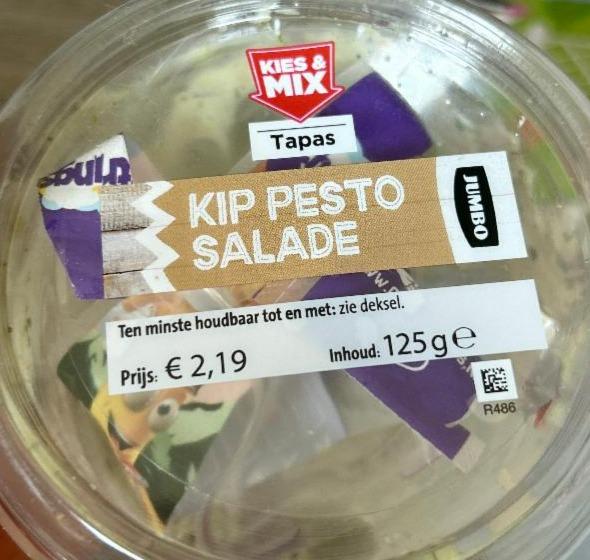 KIES &
MIX
Tapas
KIP PESTO
SALADE
JUMBO
Ten minste houdbaar tot en met: zie deksel.
Prijs: € 2,19
Inhoud: 125g e
R486